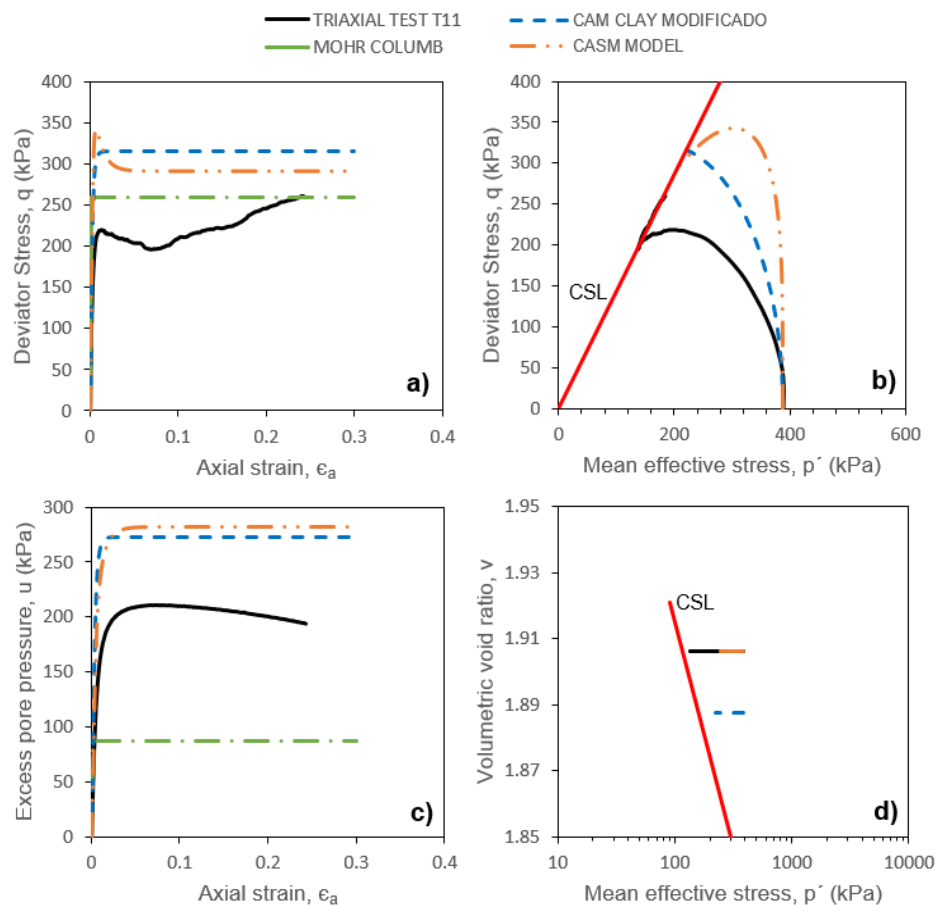 TRIAXIAL TEST T11
CAM CLAY MODIFICADO
MOHR COLUMB
CASM MODEL
400
350
300
250
200
150
100
50
0
Deviator Stress, q (kPa)
0
0.1
0.2
0.3
0.4
Axial strain, ϵa
a)
400
350
300
250
200
150
100
50
0
Deviator Stress, q (kPa)
CSL
0
200
400
600
Mean effective stress, p´ (kPa)
b)
300
250
200
150
100
50
0
Excess pore pressure, u (kPa)
0
0.1
0.2
0.3
0.4
Axial strain, ϵa
c)
1.95
1.93
1.91
1.89
1.87
1.85
Volumetric void ratio, v
CSL
10
100
1000
10000
Mean effective stress, p´ (kPa)
d)